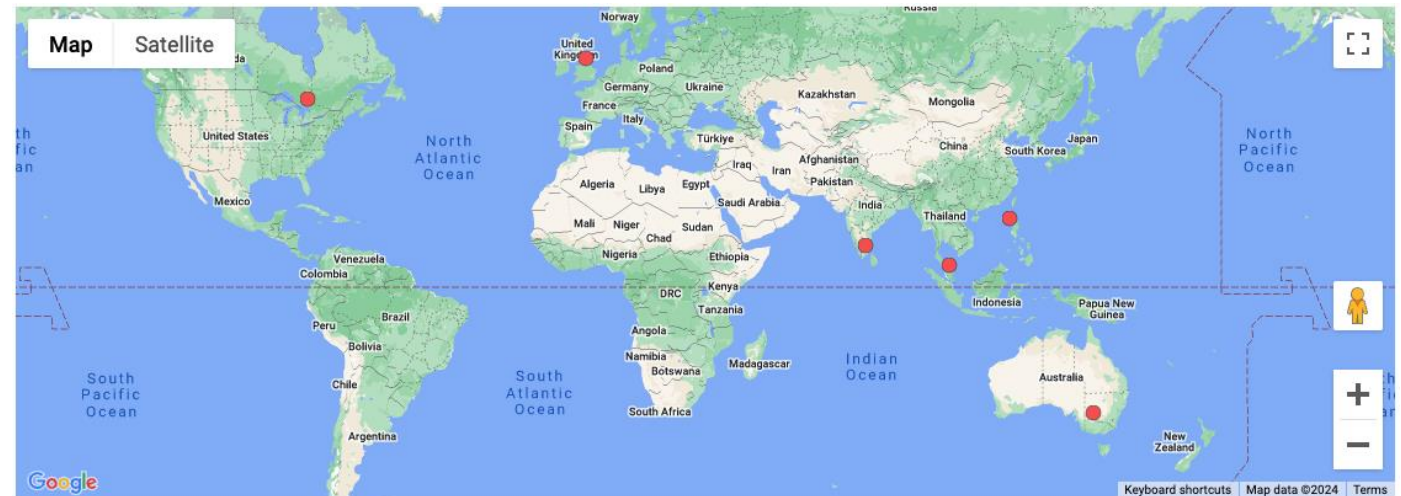 Russia
Norway
Map
Satellite
da
United
Kingdom
Poland
Germany
Ukraine
Kazakhstan
Mongolia
France
Italy
Spain
Türkiye
United States
North
Atlantic
Ocean
th
fic
an
China
South Korea
Japan
North
Pacific
Ocean
Iraq
Iran
Afghanistan
Pakistan
Algeria
Libya
Egypt
Saudi Arabia
India
Mexico
Thailand
Mali
Niger
Chad
Sudan
Nigeria
Ethiopia
Venezuela
Colombia
DRC
Kenya
Tanzania
Indonesia
Papua New
Guinea
Peru
Brazil
Angola
Bolivia
Namibia
Botswana
Madagascar
Indian
Ocean
Australia
South
Pacific
Ocean
Chile
South
Atlantic
Ocean
South Africa
Argentina
New
Zealand
Google
Keyboard shortcuts
Map data ©2024
Terms